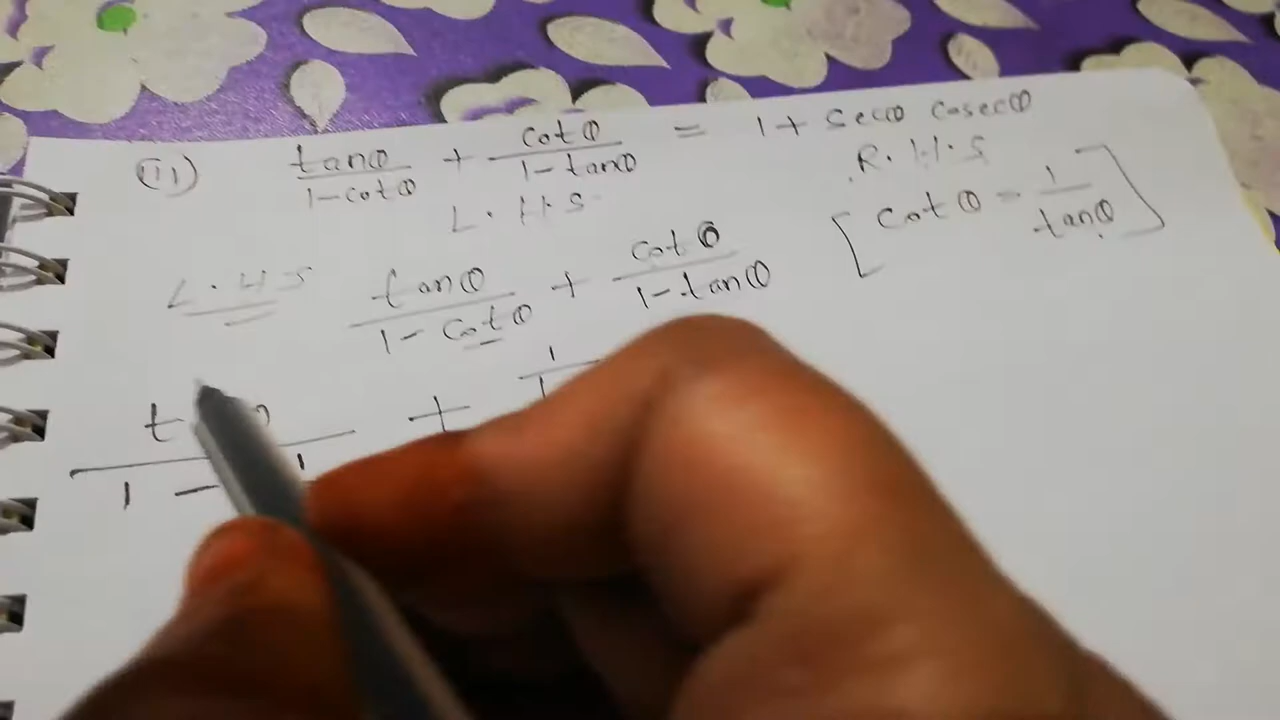 (ii) tanθ/1-cotθ + cotθ/1-tanθ = 1+ secθ cosecθ
L.H.S R.H.S
L.H.S tanθ/1-cotθ + cotθ/1-tanθ [cotθ = 1/tanθ]